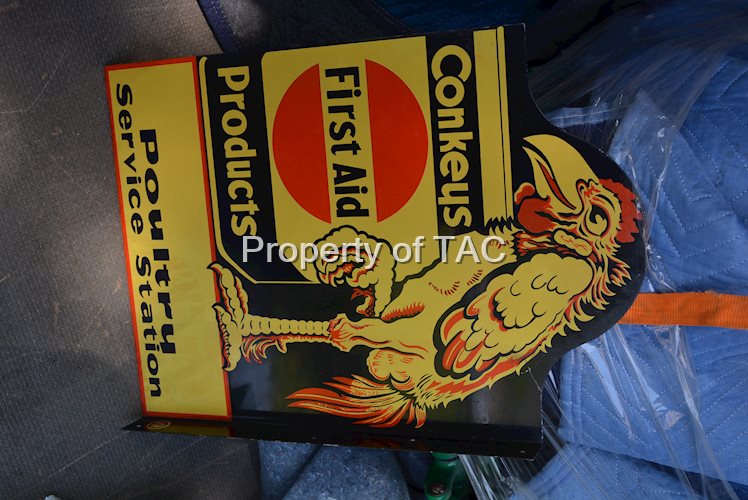 Conkeys
First Aid
Products
Poultry
Service Station
Property of TAC